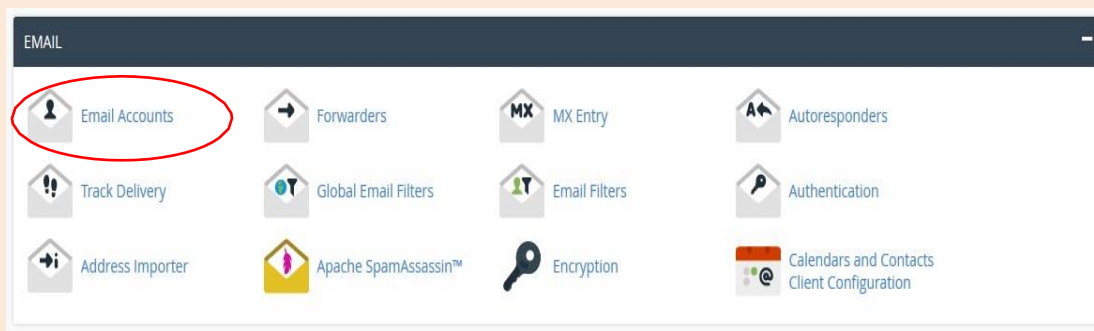 EMAIL
Email Accounts
Forwarders
MX MX Entry
A Autoresponders
Track Delivery
Global Email Filters
Email Filters
Authentication
Address Importer
Apache SpamAssassin™
Encryption
@ Calendars and Contacts
Client Configuration